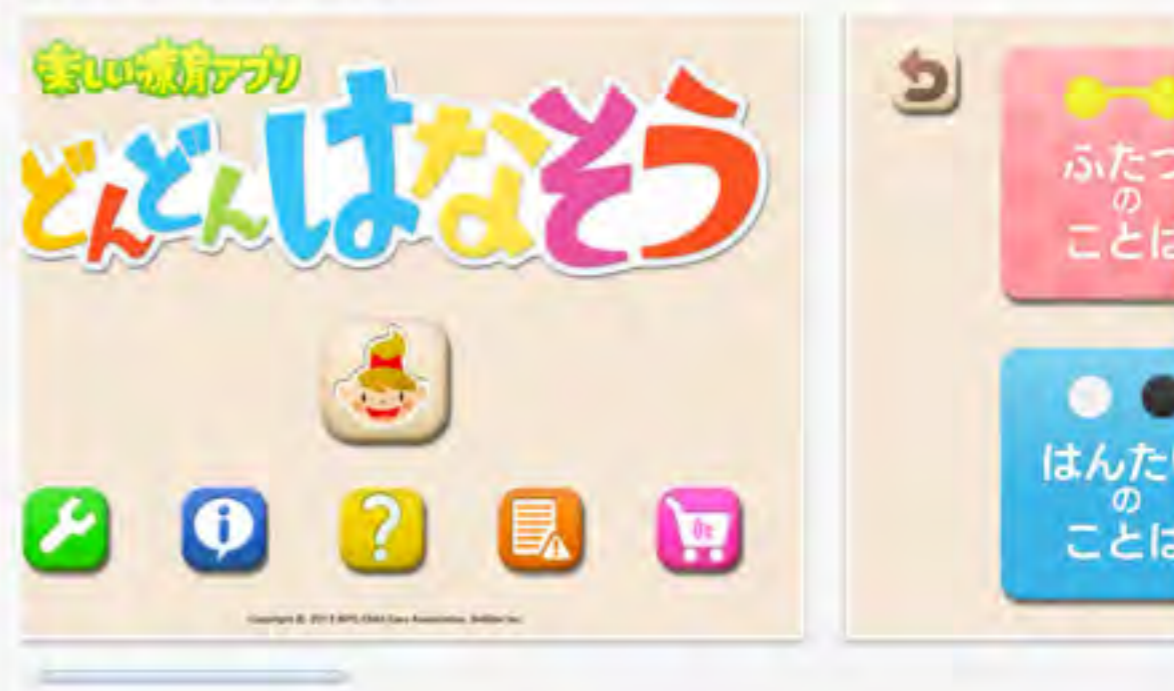 楽しい療育アプリ
どんどんはなそう
ふたつ
の
ことば
はんたい
の
ことば
?